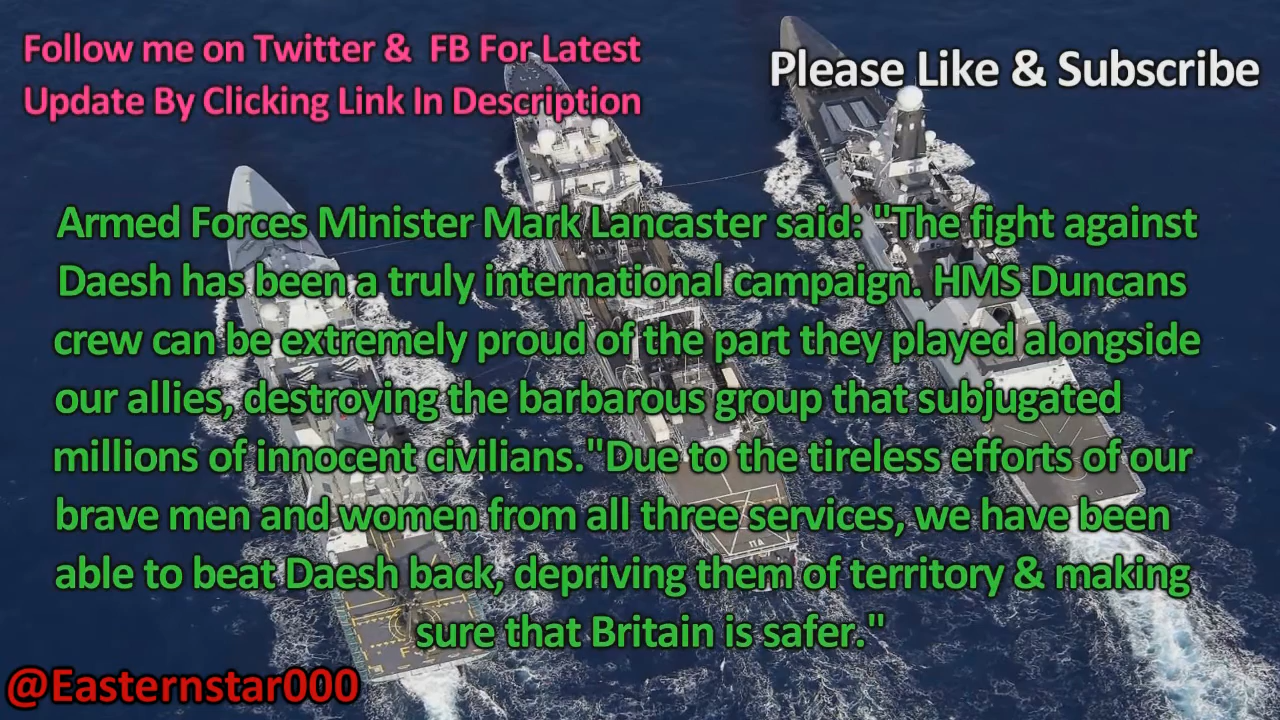 Follow me on Twitter &  FB For Latest
Update By Clicking Link In Description
Please Like & Subscribe
Armed Forces Minister Mark Lancaster said: "The fight against
Daesh has been a truly international campaign. HMS Duncans
crew can be extremely proud of the part they played alongside
our allies, destroying the barbarous group that subjugated
millions of innocent civilians."Due to the tireless efforts of our
brave men and women from all three services, we have been
able to beat Daesh back, depriving them of territory & making
sure that Britain is safer."
@Easternstar000